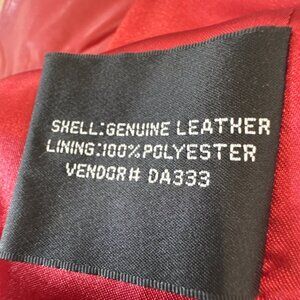 SHELL:GENUINE LEATHER
LINING:100%POLYESTER
VENDOR# DA333